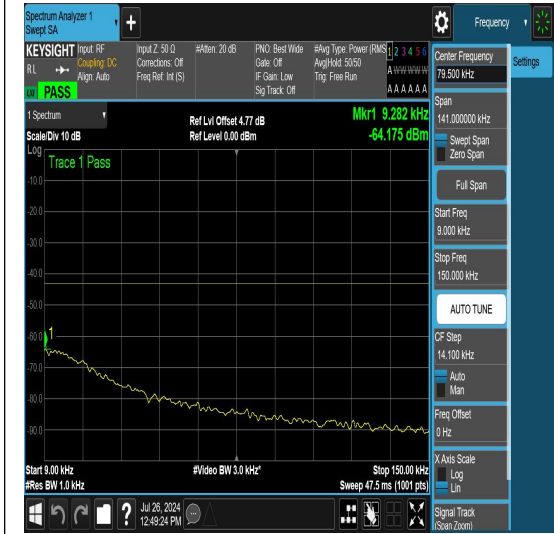 Spectrum Analyzer 1
Swept SA
+
Frequency
KEYSIGHT
RL
PASS
Input: RF
Coupling: DC
Align: Auto
Input Z: 50 Ω
Corrections: Off
Freq Ref: Int (S)
#Atten: 20 dB
PNO: Best Wide
Gate: Off
IF Gain: Low
Sig Track: Off
#Avg Type: Power (RMS
Avg|Hold: 50/50
Trig: Free Run
1 2 3 4 5 6
A W W W W W
A A A A A A
Center Frequency
79.500 kHz
Settings
Span
141.000000 kHz
Swept Span
Zero Span
Full Span
Start Freq
9.000 kHz
Stop Freq
150.000 kHz
AUTO TUNE
CF Step
14.100 kHz
Auto
Man
Freq Offset
0 Hz
X Axis Scale
Log
Lin
Signal Track
(Span Zoom)
1 Spectrum
Scale/Div 10 dB
Ref Lvl Offset 4.77 dB
Ref Level 0.00 dBm
Mkr1 9.282 kHz
-64.175 dBm
Log
Trace 1 Pass
-10.0
-20.0
-30.0
-40.0
-50.0
-60.0
-70.0
-80.0
-90.0
1
Start 9.00 kHz
#Res BW 1.0 kHz
#Video BW 3.0 kHz*
Stop 150.00 kHz
Sweep 47.5 ms (1001 pts)
?
Jul 26, 2024
12:49:24 PM